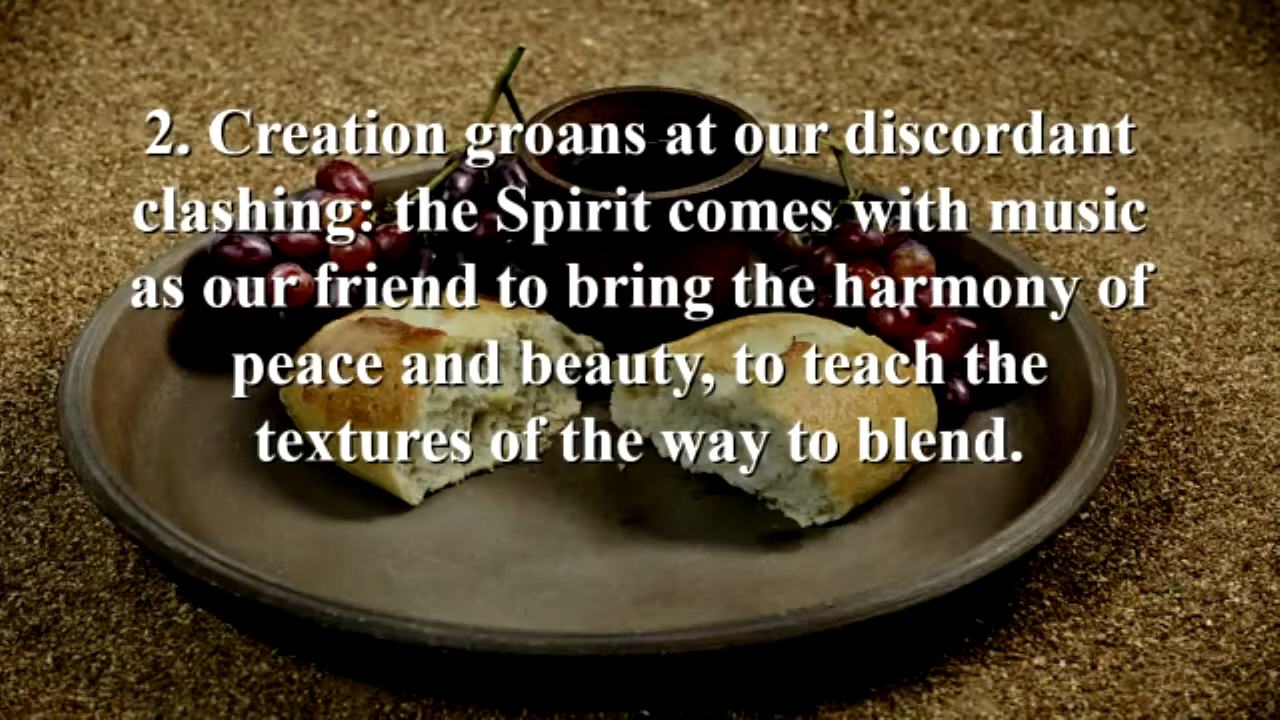 2. Creation groans at our discordant
clashing: the Spirit comes with music
as our friend to bring the harmony of
peace and beauty, to teach the
textures of the way to blend.